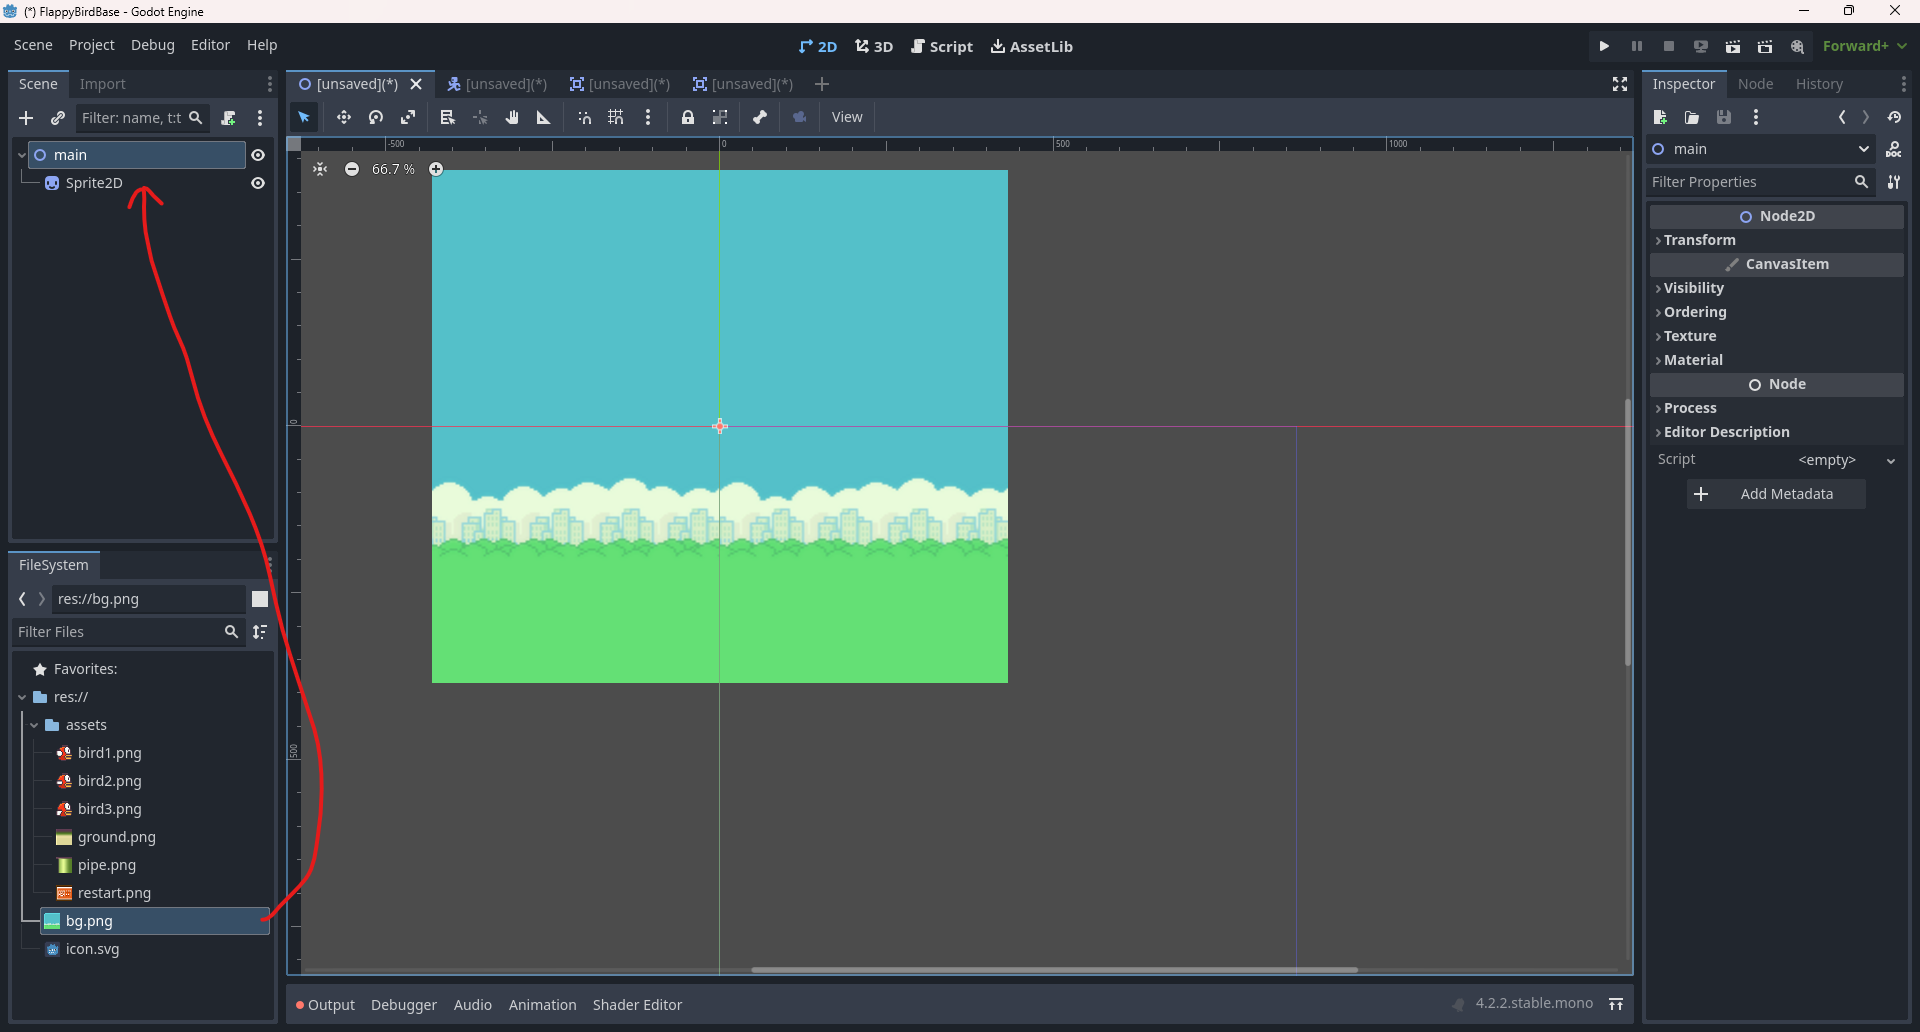 (*) FlappyBirdBase - Godot Engine
Scene Project Debug Editor Help
2D 3D Script AssetLib
Forward+
Scene Import
[unsaved](*) [unsaved](*) [unsaved](*) [unsaved](*)
Inspector Node History
Filter: name, t:t
View
main
Sprite2D
-500 0 500 1000
66.7 %
0
500
main
Filter Properties
Node2D
Transform
CanvasItem
Visibility
Ordering
Texture
Material
Node
Process
Editor Description
Script <empty>
Add Metadata
FileSystem
res://bg.png
Filter Files
Favorites:
res://
assets
bird1.png
bird2.png
bird3.png
ground.png
pipe.png
restart.png
bg.png
icon.svg
Output Debugger Audio Animation Shader Editor
4.2.2.stable.mono